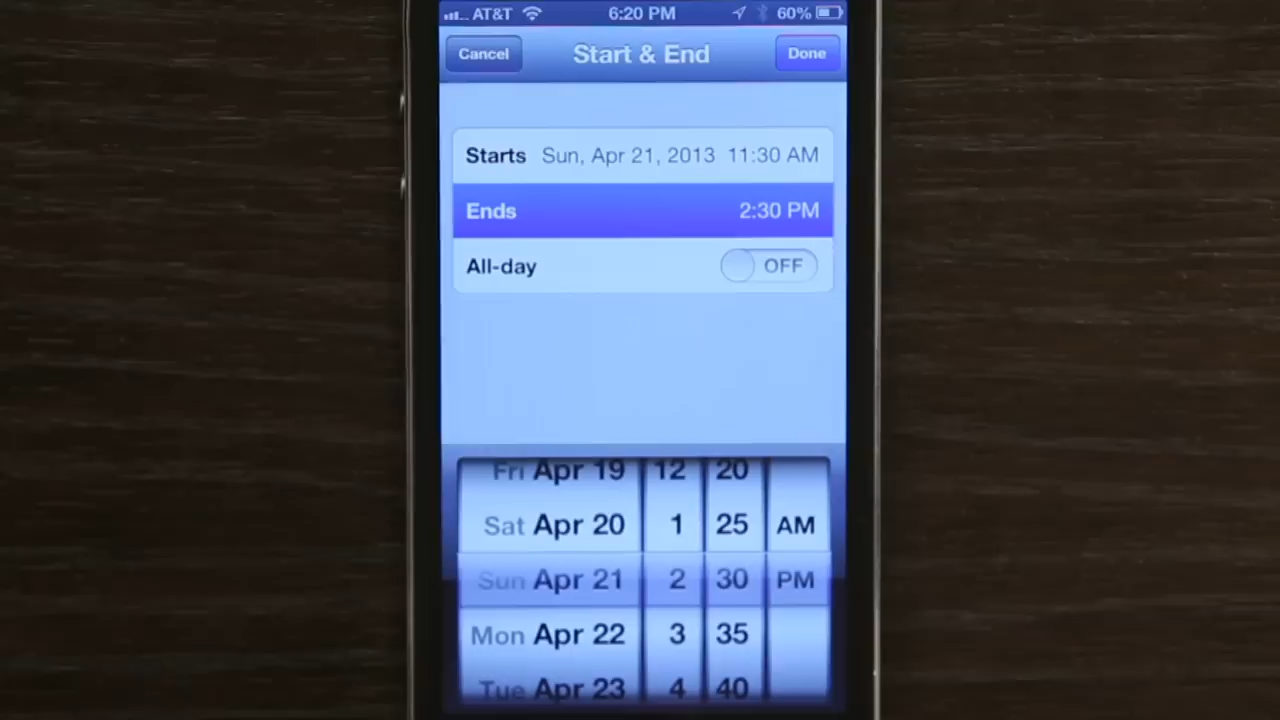 AT&T 6:20 PM 60%
Cancel Start & End Done
Starts Sun, Apr 21, 2013 11:30 AM
Ends 2:30 PM
All-day OFF
Fri Apr 19 12 20
Sat Apr 20 1 25 AM
Sun Apr 21 2 30 PM
Mon Apr 22 3 35
Tue Apr 23 4 40